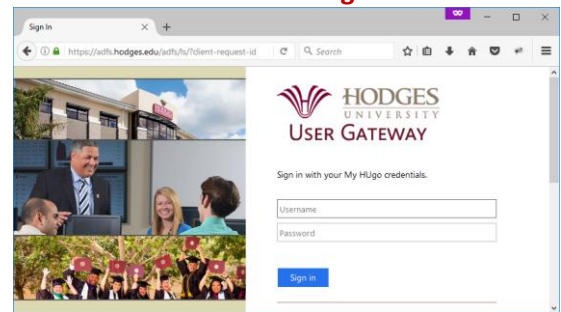 Sign In
https://adfs.hodges.edu/adfs/ls/?client-request-id
Search
HODGES
UNIVERSITY
USER GATEWAY
Sign in with your My HUgo credentials.
Username
Password
Sign in